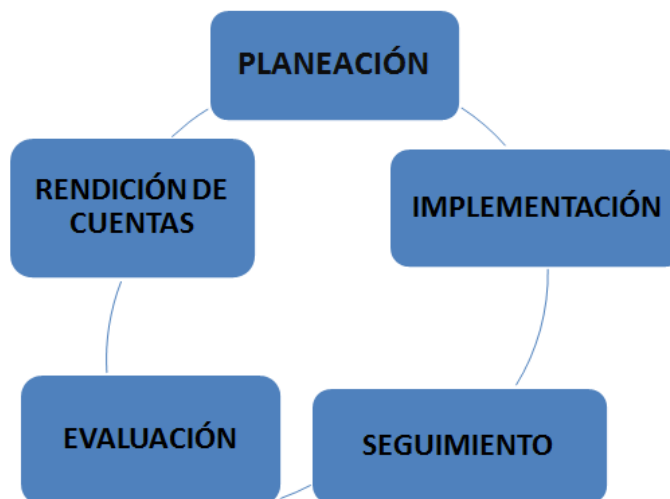 PLANEACIÓN
IMPLEMENTACIÓN
SEGUIMIENTO
EVALUACIÓN
RENDICIÓN DE
CUENTAS